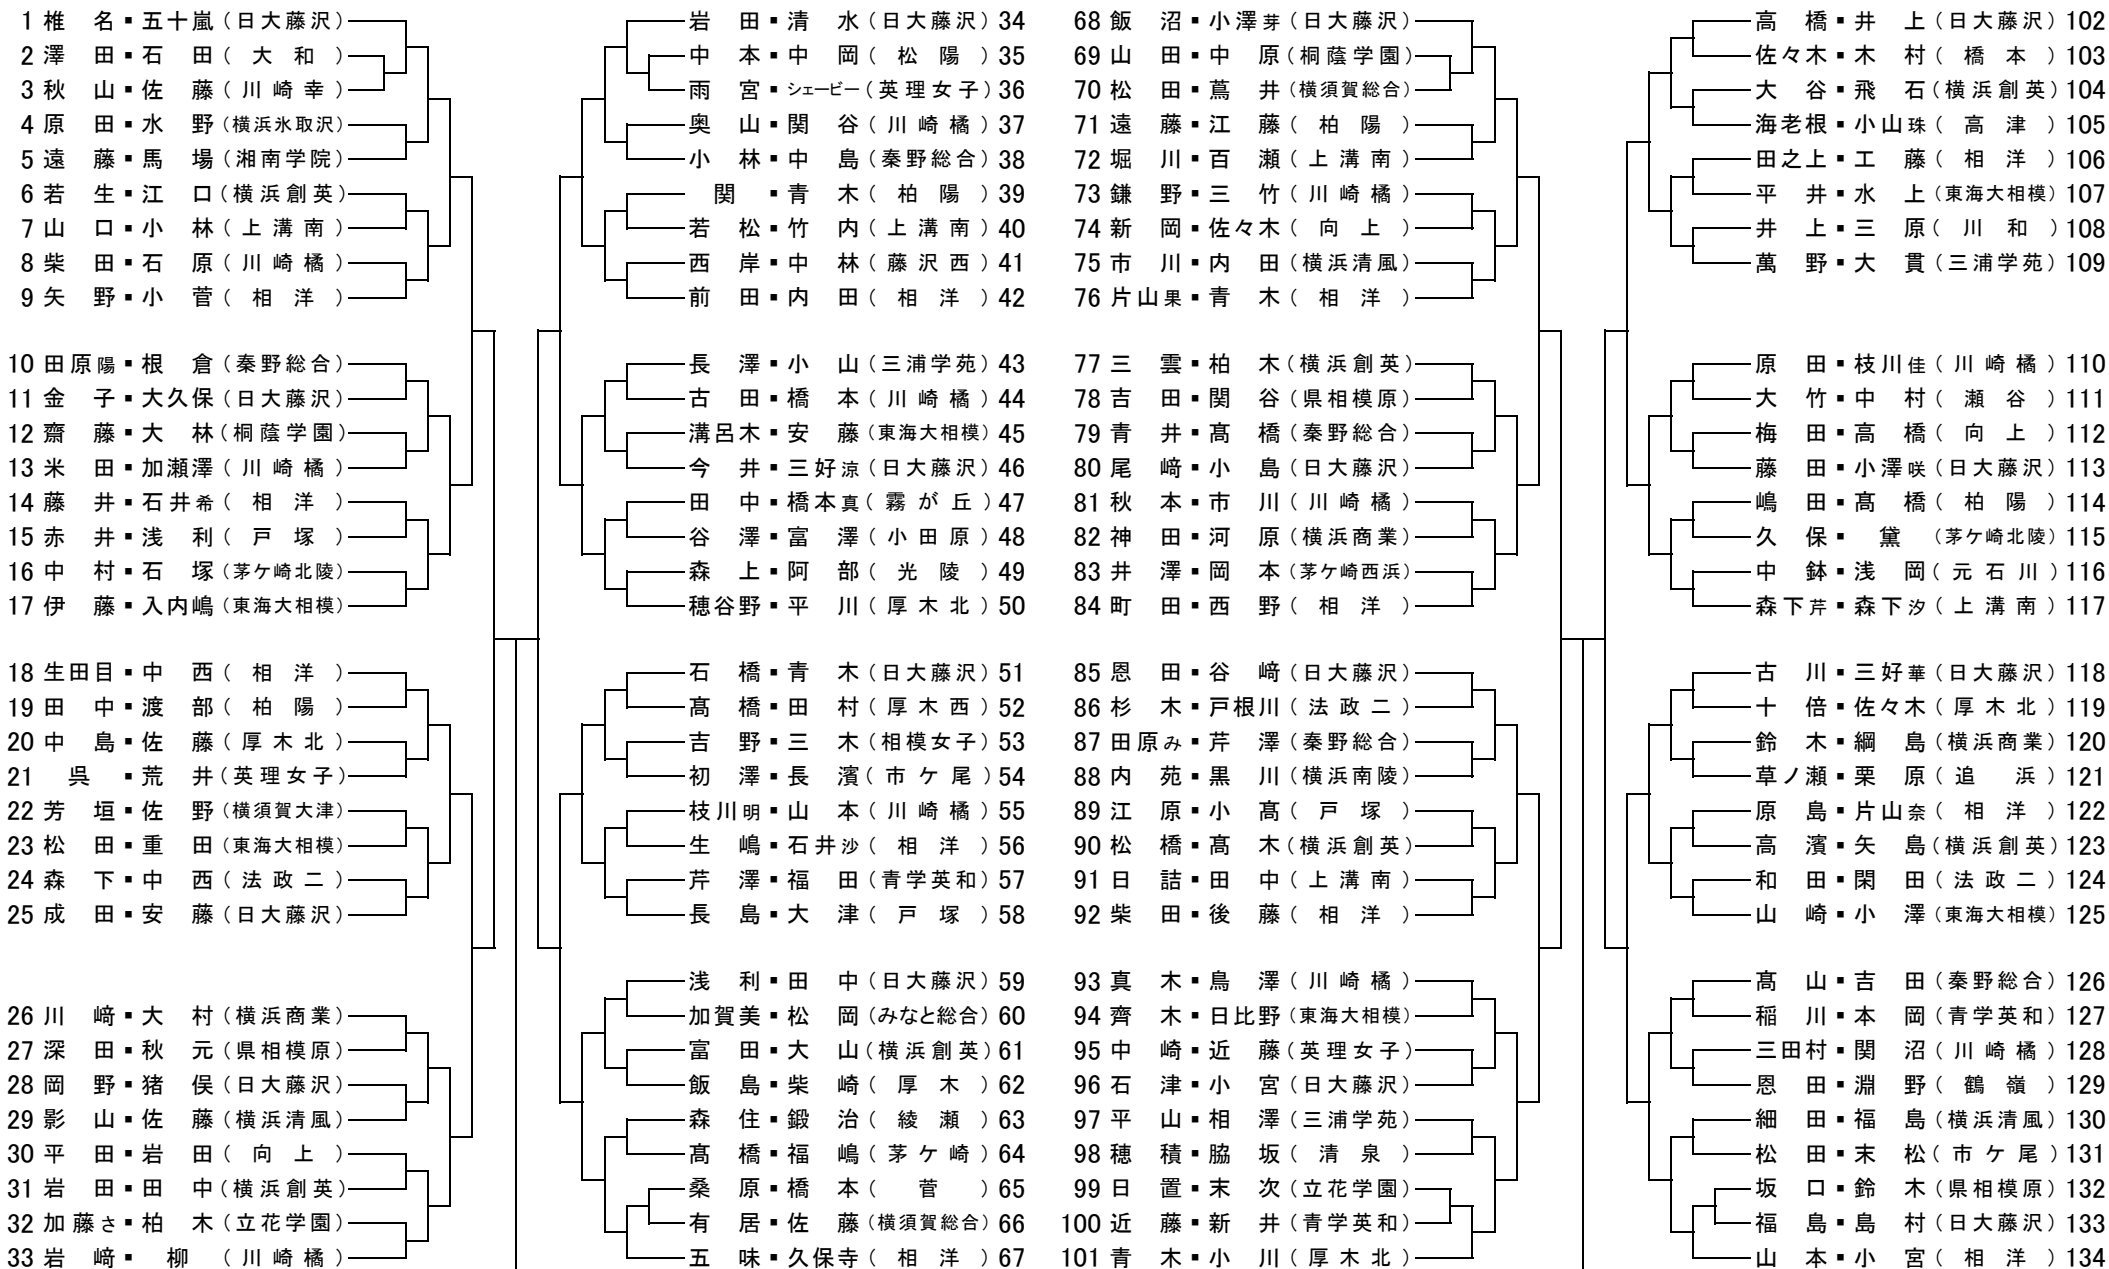 1 椎名・五十嵐(日大藤沢)
2 澤田・石田(大和)
3 秋山・佐藤(川崎幸)
4 原田・水野(横浜氷取沢)
5 遠藤・馬場(湘南学院)
6 若生・江口(横浜創英)
7 山口・小林(上溝南)
8 柴田・石原(川崎橘)
9 矢野・小菅(相洋)
10 田原陽・根倉(秦野総合)
11 金子・大久保(日大藤沢)
12 齋藤・大林(桐蔭学園)
13 米田・加瀬澤(川崎橘)
14 藤井・石井希(相洋)
15 赤井・浅利(戸塚)
16 中村・石塚(茅ケ崎北陵)
17 伊藤・入内嶋(東海大相模)
18 生田目・中西(相洋)
19 田中・渡部(柏陽)
20 中島・佐藤(厚木北)
21 呉・荒井(英理女子)
22 芳垣・佐野(横須賀大津)
23 松田・重田(東海大相模)
24 森下・中西(法政二)
25 成田・安藤(日大藤沢)
26 川﨑・大村(横浜商業)
27 深田・秋元(県相模原)
28 岡野・猪俣(日大藤沢)
29 影山・佐藤(横浜清風)
30 平田・岩田(向上)
31 岩田・田中(横浜創英)
32 加藤さ・柏木(立花学園)
33 岩﨑・柳(川崎橘)
岩田・清水(日大藤沢) 34
中本・中岡(松陽) 35
雨宮・シェービー(英理女子) 36
奥山・関谷(川崎橘) 37
小林・中島(秦野総合) 38
関・青木(柏陽) 39
若松・竹内(上溝南) 40
西岸・中林(藤沢西) 41
前田・内田(相洋) 42
長澤・小山(三浦学苑) 43
古田・橋本(川崎橘) 44
溝呂木・安藤(東海大相模) 45
今井・三好涼(日大藤沢) 46
田中・橋本真(霧が丘) 47
谷澤・富澤(小田原) 48
森上・阿部(光陵) 49
穂谷野・平川(厚木北) 50
石橋・青木(日大藤沢) 51
髙橋・田村(厚木西) 52
吉野・三木(相模女子) 53
初澤・長濱(市ケ尾) 54
枝川明・山本(川崎橘) 55
生嶋・石井沙(相洋) 56
芹澤・福田(青学英和) 57
長島・大津(戸塚) 58
浅利・田中(日大藤沢) 59
加賀美・松岡(みなと総合) 60
富田・大山(横浜創英) 61
飯島・柴崎(厚木) 62
森住・鍛治(綾瀬) 63
髙橋・福嶋(茅ケ崎) 64
桑原・橋本(菅) 65
有居・佐藤(横須賀総合) 66
五味・久保寺(相洋) 67
68 飯沼・小澤芽(日大藤沢)
69 山田・中原(桐蔭学園)
70 松田・蔦井(横須賀総合)
71 遠藤・江藤(柏陽)
72 堀川・百瀬(上溝南)
73 鎌野・三竹(川崎橘)
74 新岡・佐々木(向上)
75 市川・内田(横浜清風)
76 片山果・青木(相洋)
77 三雲・柏木(横浜創英)
78 吉田・関谷(県相模原)
79 青井・髙橋(秦野総合)
80 尾﨑・小島(日大藤沢)
81 秋本・市川(川崎橘)
82 神田・河原(横浜商業)
83 井澤・岡本(茅ケ崎西浜)
84 町田・西野(相洋)
85 恩田・谷﨑(日大藤沢)
86 杉木・戸根川(法政二)
87 田原み・芹澤(秦野総合)
88 内苑・黒川(横浜南陵)
89 江原・小髙(戸塚)
90 松橋・髙木(横浜創英)
91 日詰・田中(上溝南)
92 柴田・後藤(相洋)
93 真木・鳥澤(川崎橘)
94 齊木・日比野(東海大相模)
95 中崎・近藤(英理女子)
96 石津・小宮(日大藤沢)
97 平山・相澤(三浦学苑)
98 穂積・脇坂(清泉)
99 日置・末次(立花学園)
100 近藤・新井(青学英和)
101 青木・小川(厚木北)
高橋・井上(日大藤沢) 102
佐々木・木村(橋本) 103
大谷・飛石(横浜創英) 104
海老根・小山珠(高津) 105
田之上・工藤(相洋) 106
平井・水上(東海大相模) 107
井上・三原(川和) 108
萬野・大貫(三浦学苑) 109
原田・枝川佳(川崎橘) 110
大竹・中村(瀬谷) 111
梅田・高橋(向上) 112
藤田・小澤咲(日大藤沢) 113
嶋田・髙橋(柏陽) 114
久保・黛(茅ケ崎北陵) 115
中鉢・浅岡(元石川) 116
森下芹・森下汐(上溝南) 117
古川・三好華(日大藤沢) 118
十倍・佐々木(厚木北) 119
鈴木・綱島(横浜商業) 120
草ノ瀬・栗原(追浜) 121
原島・片山奈(相洋) 122
高濱・矢島(横浜創英) 123
和田・閑田(法政二) 124
山崎・小澤(東海大相模) 125
髙山・吉田(秦野総合) 126
稲川・本岡(青学英和) 127
三田村・関沼(川崎橘) 128
恩田・淵野(鶴嶺) 129
細田・福島(横浜清風) 130
松田・末松(市ケ尾) 131
坂口・鈴木(県相模原) 132
福島・島村(日大藤沢) 133
山本・小宮(相洋) 134